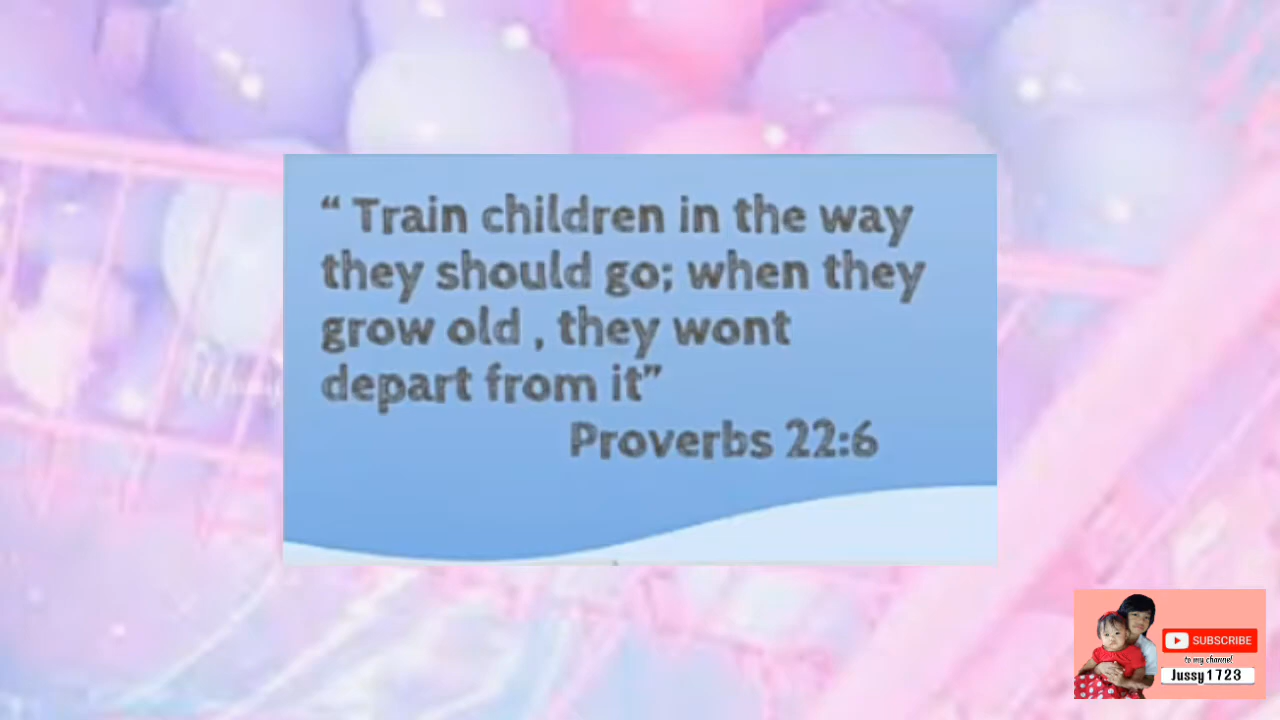 “ Train children in the way
they should go; when they
grow old , they wont
depart from it”
Proverbs 22:6
SUBSCRIBE
to my channel
Jussy1723